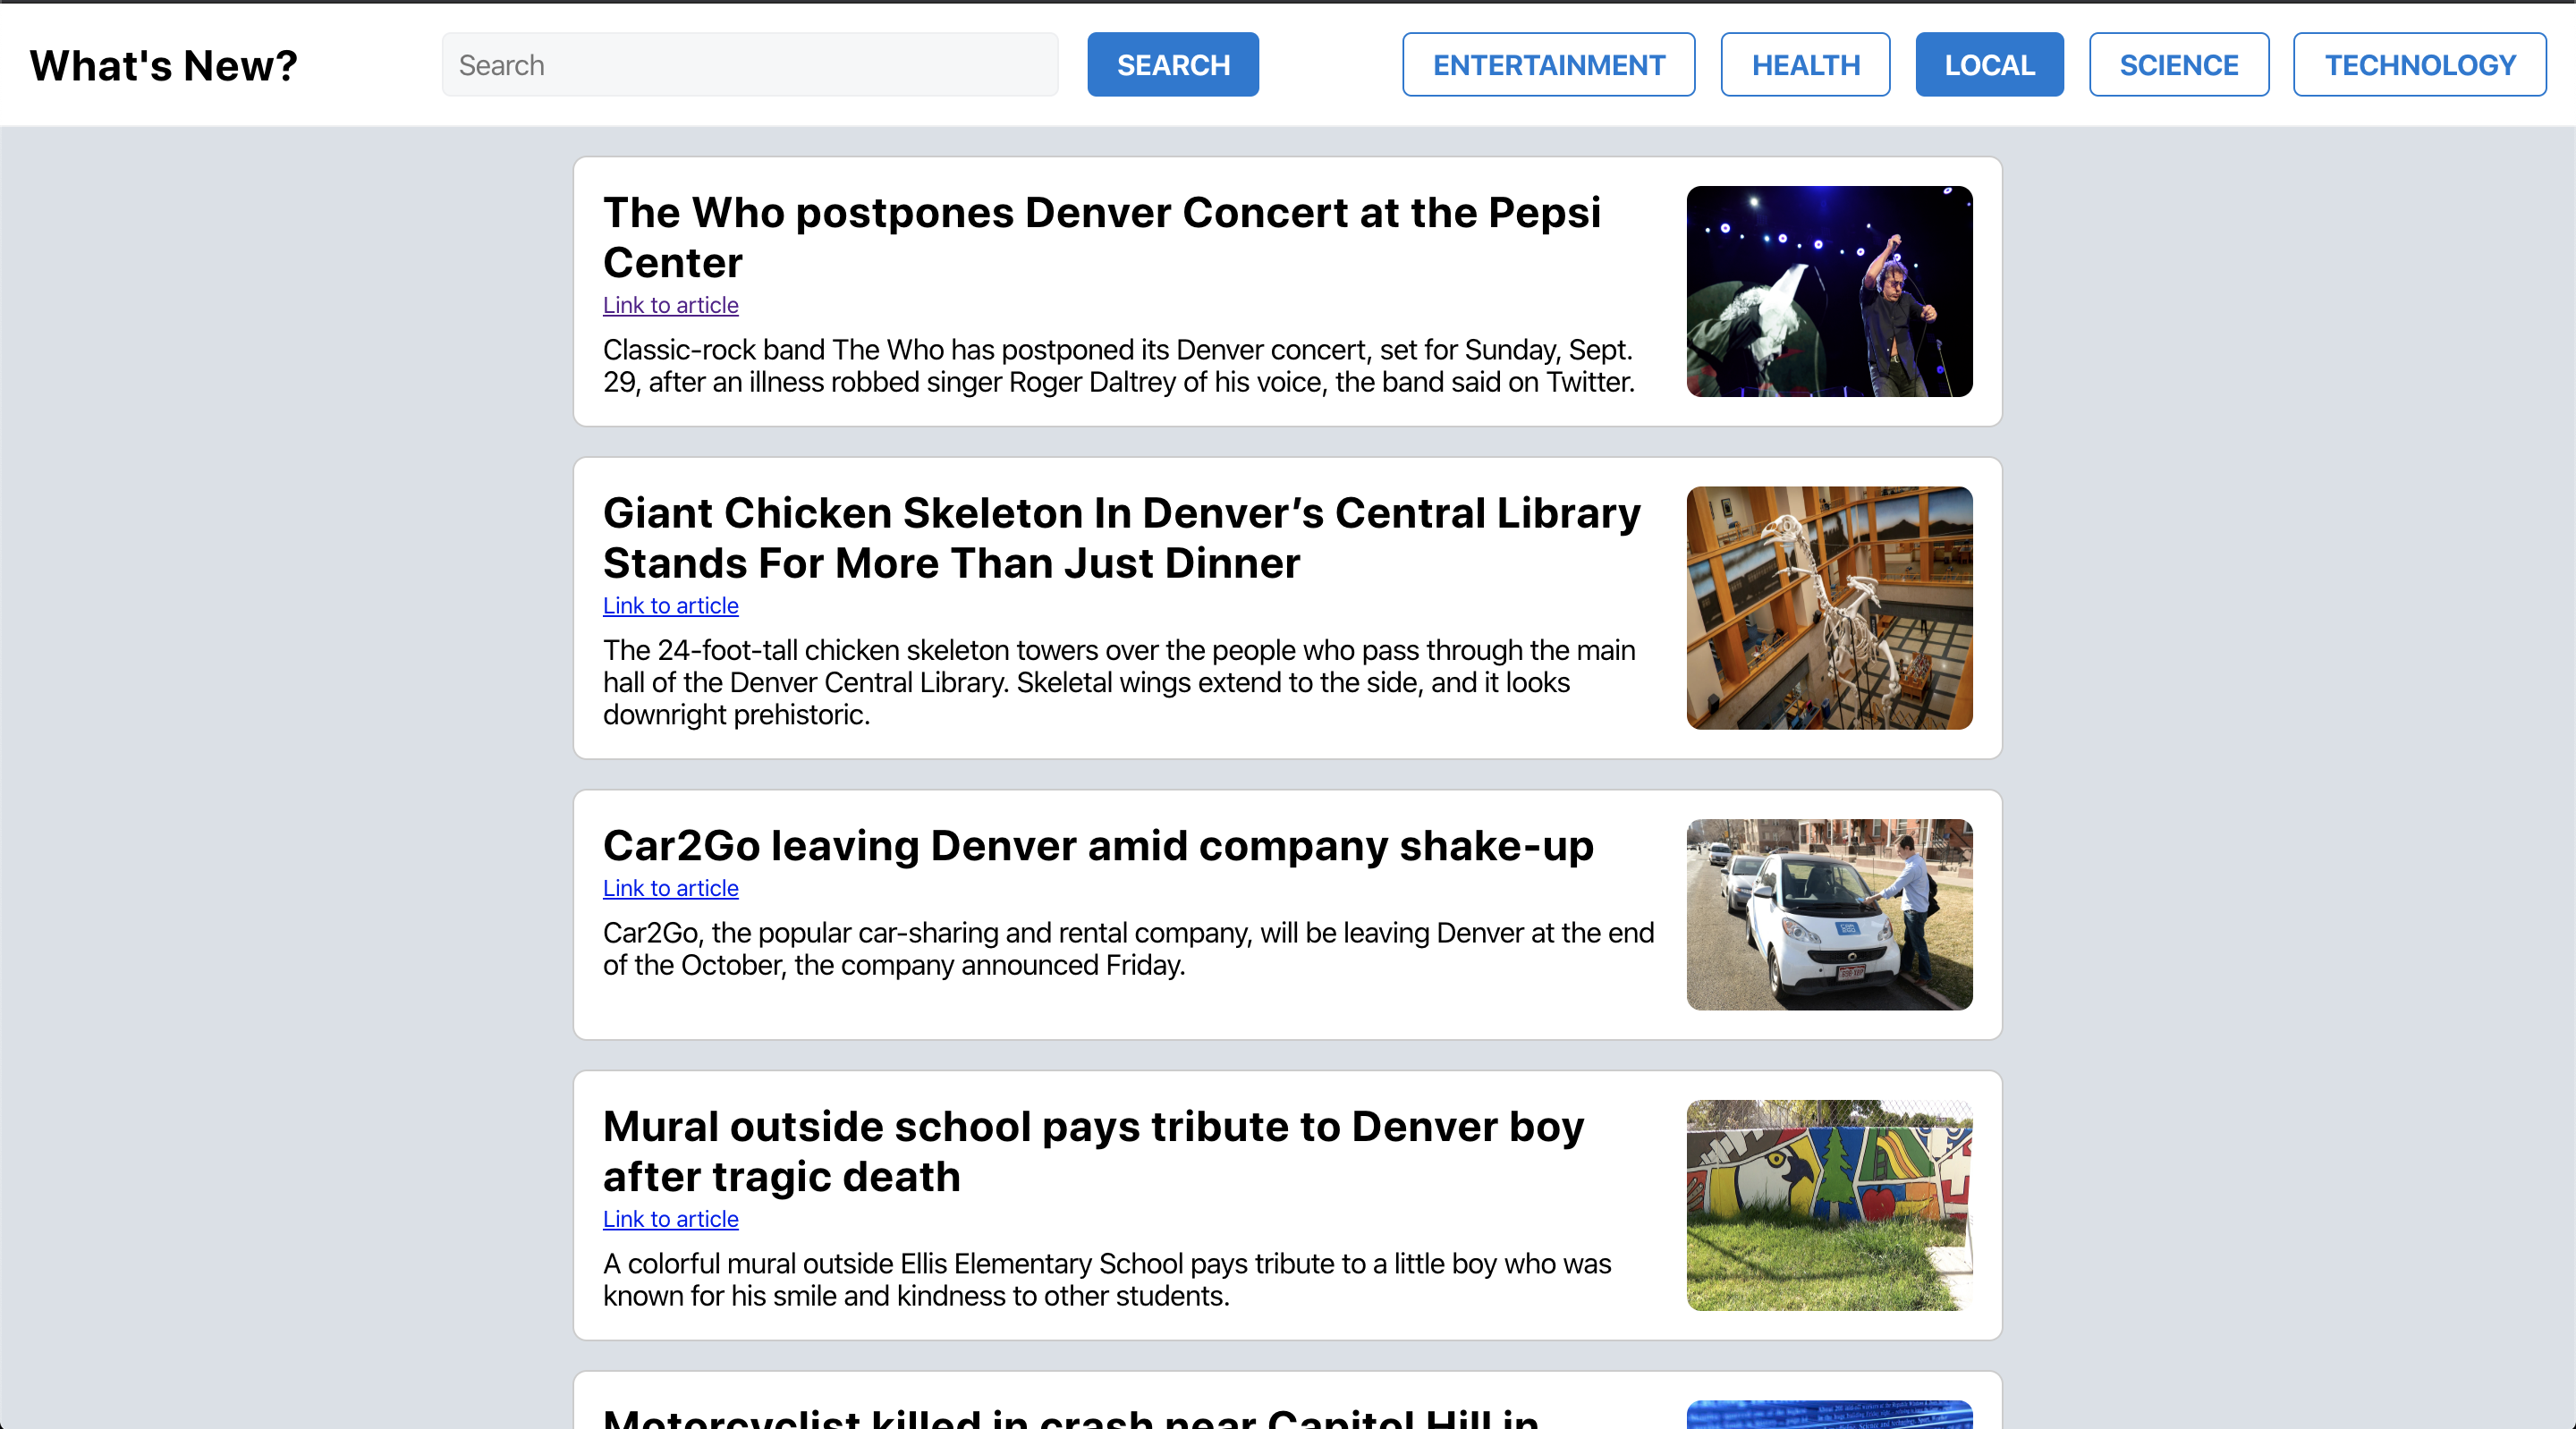 What's New?
Search
SEARCH
ENTERTAINMENT
HEALTH
LOCAL
SCIENCE
TECHNOLOGY
The Who postpones Denver Concert at the Pepsi
Center
Link to article
Classic-rock band The Who has postponed its Denver concert, set for Sunday, Sept.
29, after an illness robbed singer Roger Daltrey of his voice, the band said on Twitter.
Giant Chicken Skeleton In Denver’s Central Library
Stands For More Than Just Dinner
Link to article
The 24-foot-tall chicken skeleton towers over the people who pass through the main
hall of the Denver Central Library. Skeletal wings extend to the side, and it looks
downright prehistoric.
Car2Go leaving Denver amid company shake-up
Link to article
Car2Go, the popular car-sharing and rental company, will be leaving Denver at the end
of the October, the company announced Friday.
Mural outside school pays tribute to Denver boy
after tragic death
Link to article
A colorful mural outside Ellis Elementary School pays tribute to a little boy who was
known for his smile and kindness to other students.
Motorcyclist killed in crash near Capitol Hill in